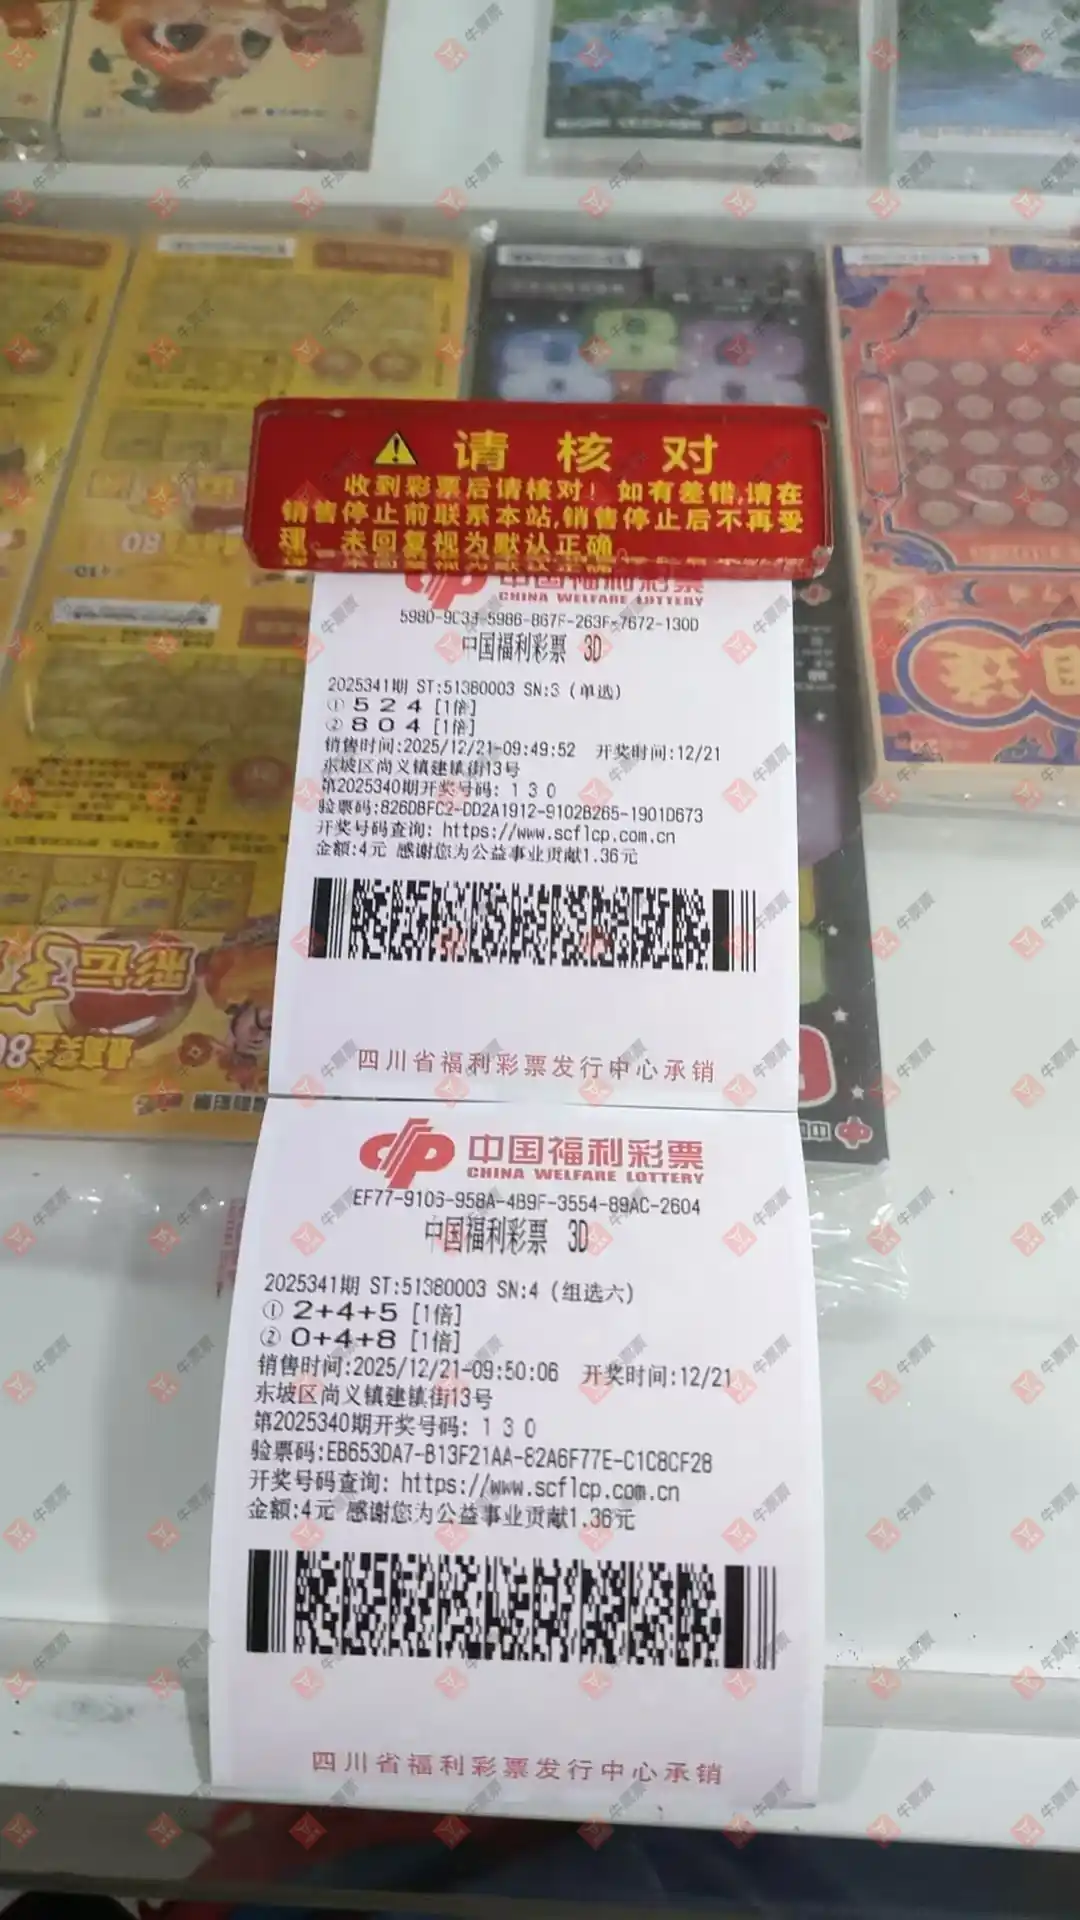 请 核 对
收到彩票后请核对！如有差错,请在
销售停止前联系本站,销售停止后不再受
理。未回复视为默认正确
中国福利彩票
CHINA WELFARE LOTTERY
中国福利彩票 3D
2025341期 ST:51380003 SN:3 (单选)
① 5 2 4 [1倍]
② 8 0 4 [1倍]
销售时间:2025/12/21-09:49:52 开奖时间:12/21
东坡区尚义镇建镇街13号
第2025340期开奖号码: 1 3 0
验票码:826DBFC2-DD2A1912-91028265-1901D673
开奖号码查询: https://www.scflcp.com.cn
金额:4元 感谢您为公益事业贡献1.36元
四川省福利彩票发行中心承销
中国福利彩票
CHINA WELFARE LOTTERY
EF77-9106-958A-4B9F-3554-89AC-2604
中国福利彩票 3D
2025341期 ST:51380003 SN:4 (组选六)
① 2+4+5 [1倍]
② 0+4+8 [1倍]
销售时间:2025/12/21-09:50:06 开奖时间:12/21
东坡区尚义镇建镇街13号
第2025340期开奖号码: 1 3 0
验票码:EB653DA7-B13F21AA-82A6F77E-C1C8CF28
开奖号码查询: https://www.scflcp.com.cn
金额:4元 感谢您为公益事业贡献1.36元
四川省福利彩票发行中心承销
牛票票